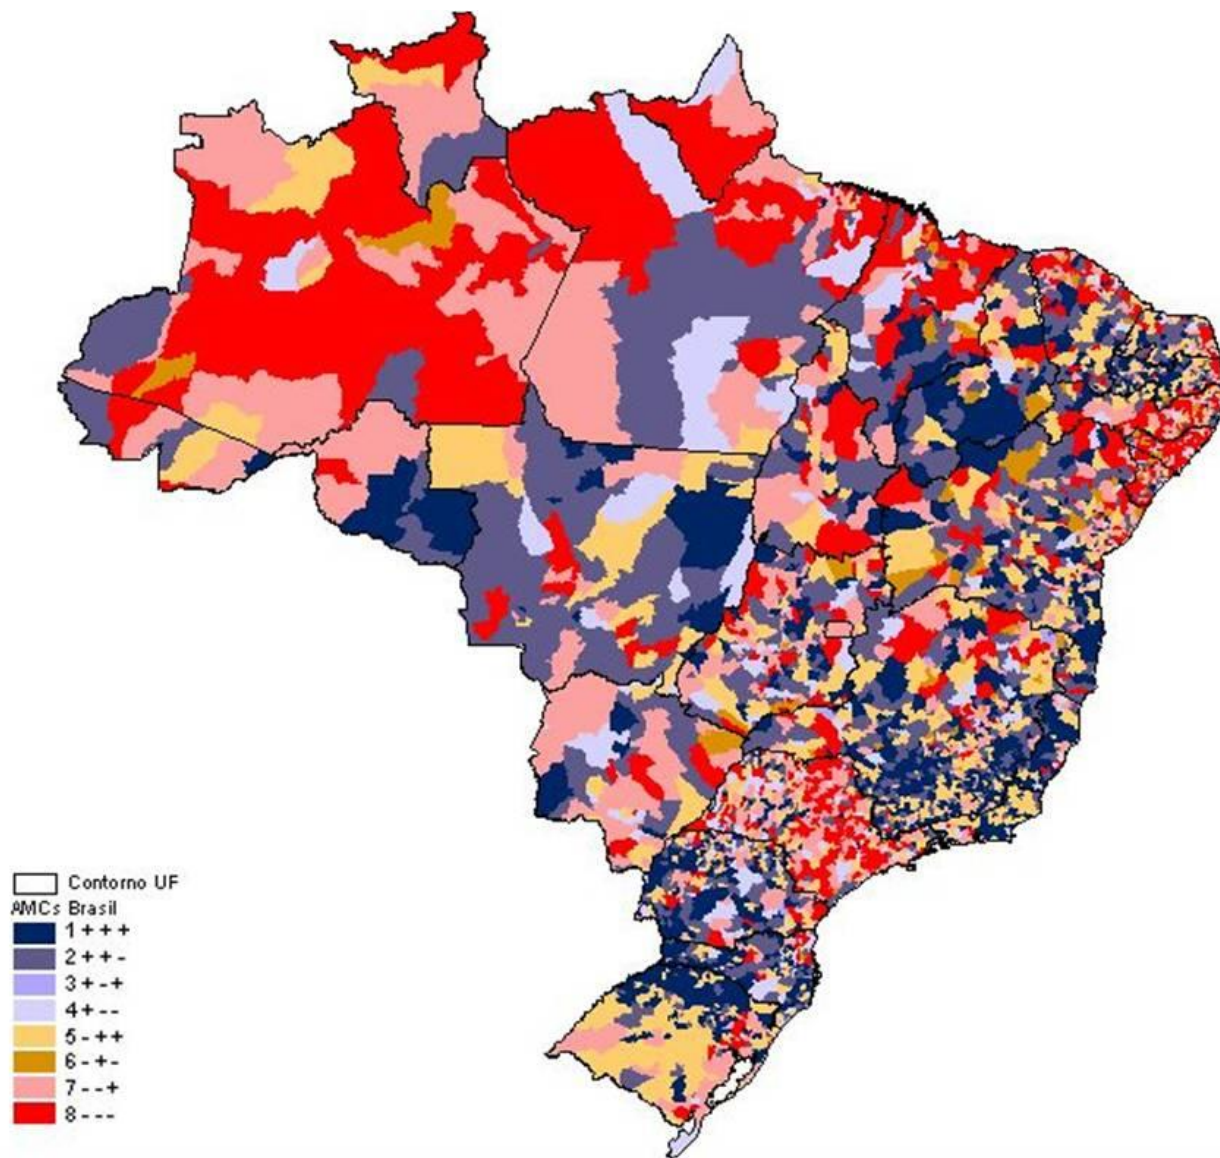 Contorno UF
AMCs Brasil
1 + + +
2 + + -
3 + - +
4 + - -
5 - + +
6 - + -
7 - - +
8 - - -